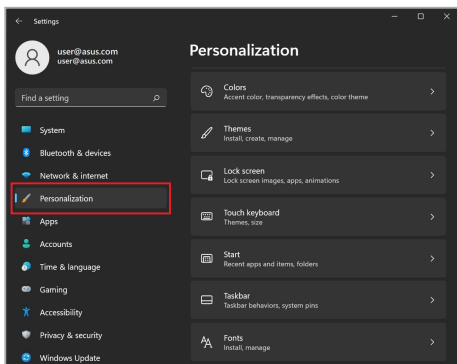 Settings
user@asus.com
user@asus.com
Find a setting
System
Bluetooth & devices
Network & internet
Personalization
Apps
Accounts
Time & language
Gaming
Accessibility
Privacy & security
Windows Update
Personalization
Colors
Accent color, transparency effects, color theme
Themes
Install, create, manage
Lock screen
Lock screen images, apps, animations
Touch keyboard
Themes, size
Start
Recent apps and items, folders
Taskbar
Taskbar behaviors, system pins
Fonts
Install, manage